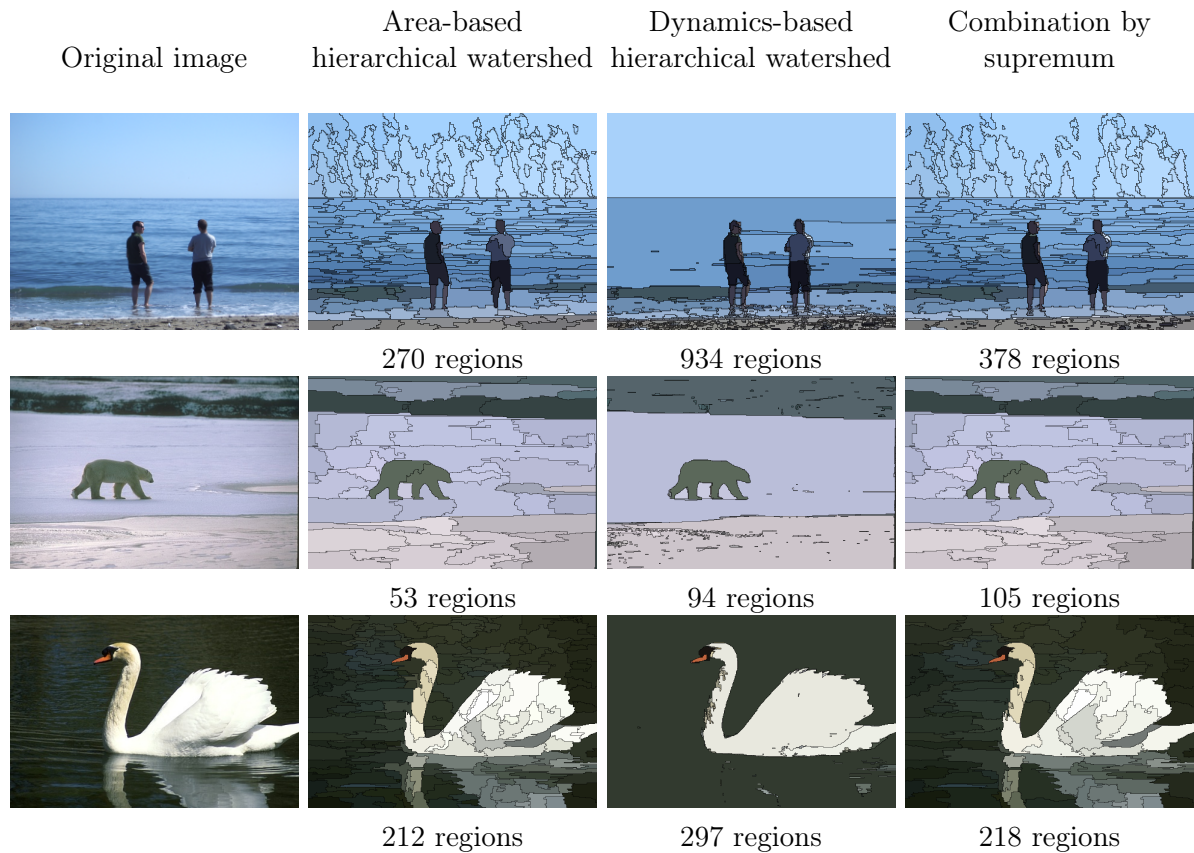 Original image
Area-based
hierarchical watershed
Dynamics-based
hierarchical watershed
Combination by
supremum
270 regions
934 regions
378 regions
53 regions
94 regions
105 regions
212 regions
297 regions
218 regions